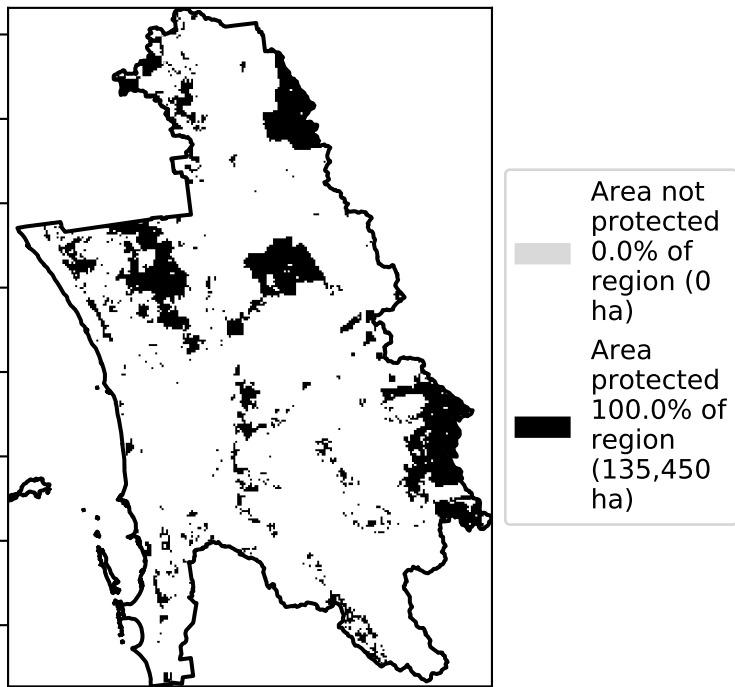 Area not
protected
0.0% of
region (0
ha)
Area
protected
100.0% of
region
(135,450
ha)